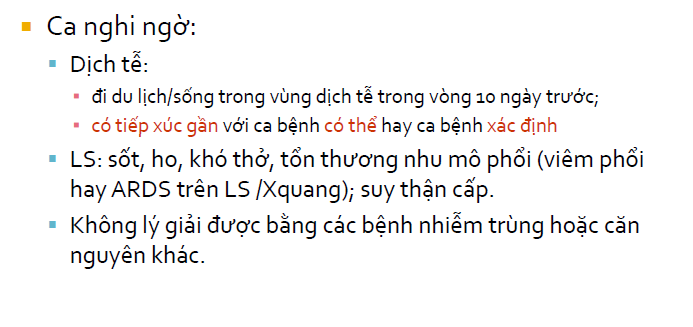 Ca nghi ngờ:
Dịch tễ:
đi du lịch/sống trong vùng dịch tễ trong vòng 10 ngày trước;
có tiếp xúc gần với ca bệnh có thể hay ca bệnh xác định
LS: sốt, ho, khó thở, tổn thương nhu mô phổi (viêm phổi
hay ARDS trên LS /Xquang); suy thận cấp.
Không lý giải được bằng các bệnh nhiễm trùng hoặc căn
nguyên khác.